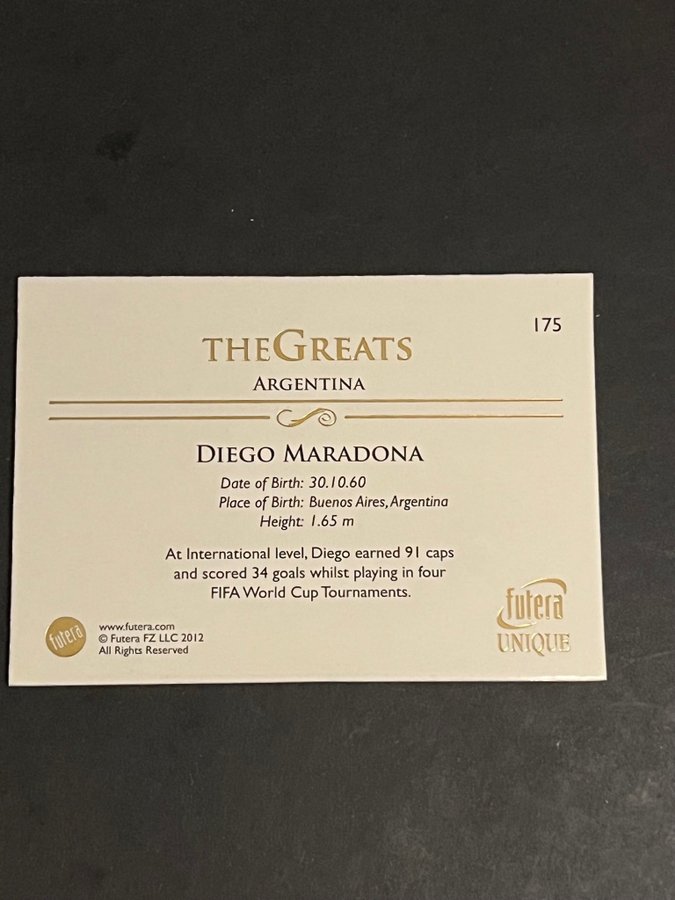 175
THEGREATS
ARGENTINA
DIEGO MARADONA
Date of Birth: 30.10.60
Place of Birth: Buenos Aires, Argentina
Height: 1.65 m
At International level, Diego earned 91 caps
and scored 34 goals whilst playing in four
FIFA World Cup Tournaments.
futera
www.futera.com
© Futera FZ LLC 2012
All Rights Reserved
futera
UNIQUE